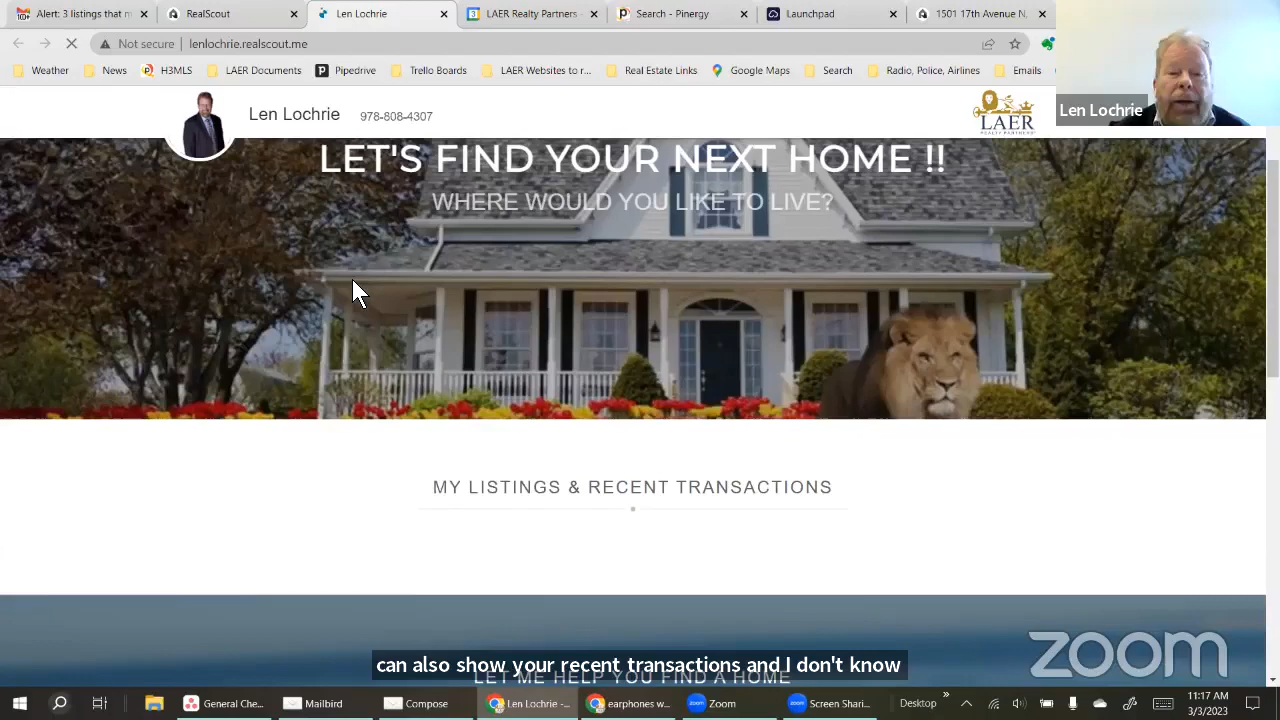 Alert: 3 listings that m
RealScout
Len Lochrie
LAER Realty Partners
Search - Pinergy
Launchpad
1501 17th Avenue N,
Not secure
lenlochrie.realscout.me
Weather
News
H3MLS
LAER Documents
Pipedrive
Trello Boards
LAER Websites to r...
Real Estate Links
Google Maps
Search
Radio, Police, Airlines
Emails
Len Lochrie
Len Lochrie
978-808-4307
LAER
REALTY PARTNERS
LET'S FIND YOUR NEXT HOME !!
WHERE WOULD YOU LIKE TO LIVE?
MY LISTINGS & RECENT TRANSACTIONS
zoom
can also show your recent transactions and I don't know
LET ME HELP YOU FIND A HOME
General Che...
Mailbird
Compose
Len Lochrie -...
earphones w...
Zoom
Screen Shari...
Desktop
11:17 AM
3/3/2023